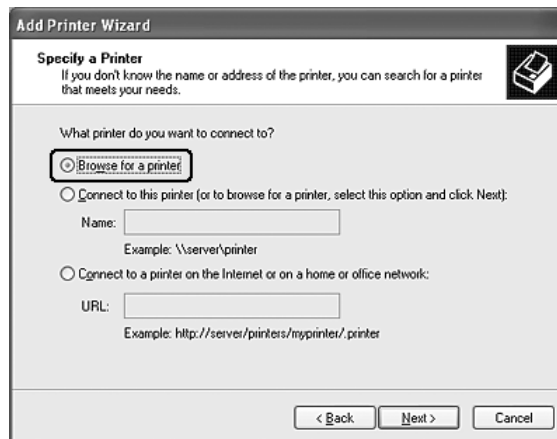 Add Printer Wizard
Specify a Printer
If you don't know the name or address of the printer, you can search for a printer
that meets your needs.
What printer do you want to connect to?
Browse for a printer
Connect to this printer (or to browse for a printer, select this option and click Next):
Name:
Example: \\server\printer
Connect to a printer on the Internet or on a home or office network:
URL:
Example: http://server/printers/myprinter/.printer
< Back Next > Cancel